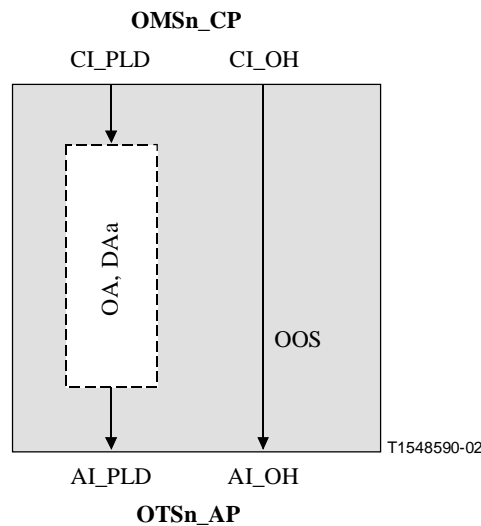 OMSn_CP
CI_PLD CI_OH
OA, DAa
OOS
T1548590-02
AI_PLD AI_OH
OTSn_AP